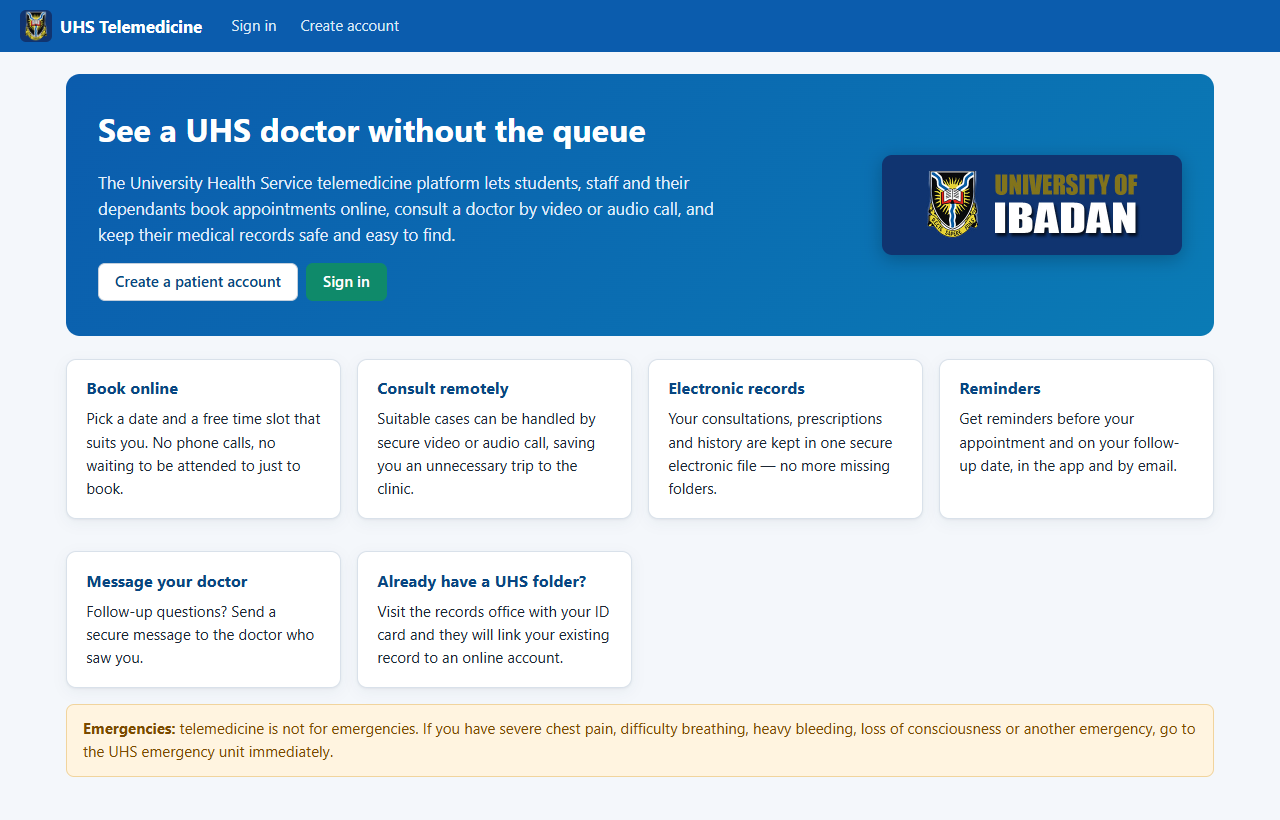 UHS Telemedicine
Sign in
Create account
See a UHS doctor without the queue
The University Health Service telemedicine platform lets students, staff and their
dependants book appointments online, consult a doctor by video or audio call, and
keep their medical records safe and easy to find.
Create a patient account
Sign in
UNIVERSITY OF
IBADAN
Book online
Pick a date and a free time slot that
suits you. No phone calls, no
waiting to be attended to just to
book.
Consult remotely
Suitable cases can be handled by
secure video or audio call, saving
you an unnecessary trip to the
clinic.
Electronic records
Your consultations, prescriptions
and history are kept in one secure
electronic file — no more missing
folders.
Reminders
Get reminders before your
appointment and on your follow-
up date, in the app and by email.
Message your doctor
Follow-up questions? Send a
secure message to the doctor who
saw you.
Already have a UHS folder?
Visit the records office with your ID
card and they will link your existing
record to an online account.
Emergencies: telemedicine is not for emergencies. If you have severe chest pain, difficulty breathing, heavy bleeding, loss of consciousness or another emergency, go to
the UHS emergency unit immediately.